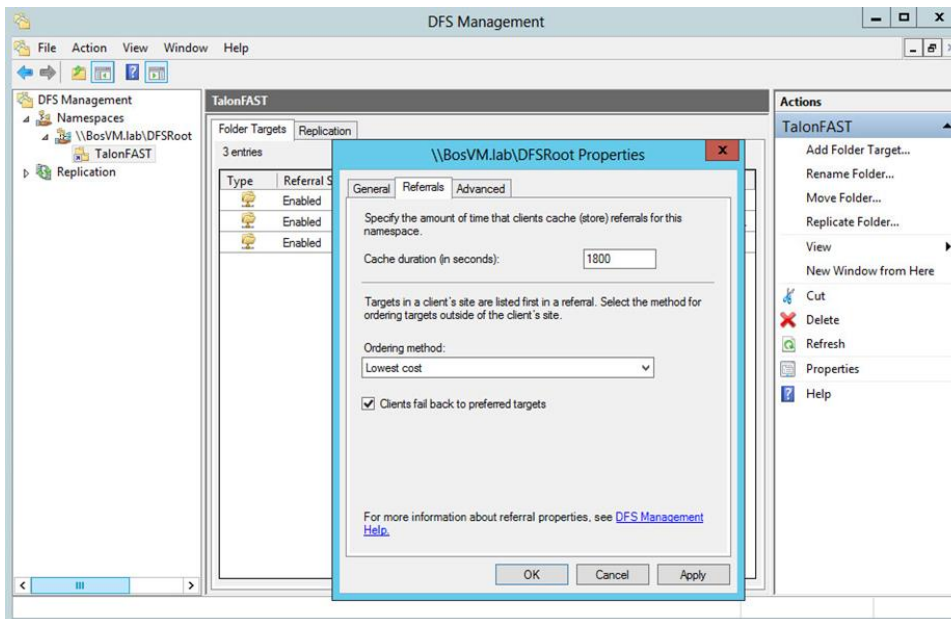 DFS Management
File Action View Window Help
DFS Management
Namespaces
\\BosVM.lab\DFSRoot
TalonFAST
Replication
TalonFAST
Folder Targets Replication
3 entries
Type Referral S
Enabled
Enabled
Enabled
\\BosVM.lab\DFSRoot Properties
General Referrals Advanced
Specify the amount of time that clients cache (store) referrals for this
namespace.
Cache duration (in seconds): 1800
Targets in a client's site are listed first in a referral. Select the method for
ordering targets outside of the client's site.
Ordering method:
Lowest cost
Clients fail back to preferred targets
For more information about referral properties, see DFS Management
Help.
OK Cancel Apply
Actions
TalonFAST
Add Folder Target...
Rename Folder...
Move Folder...
Replicate Folder...
View
New Window from Here
Cut
Delete
Refresh
Properties
Help